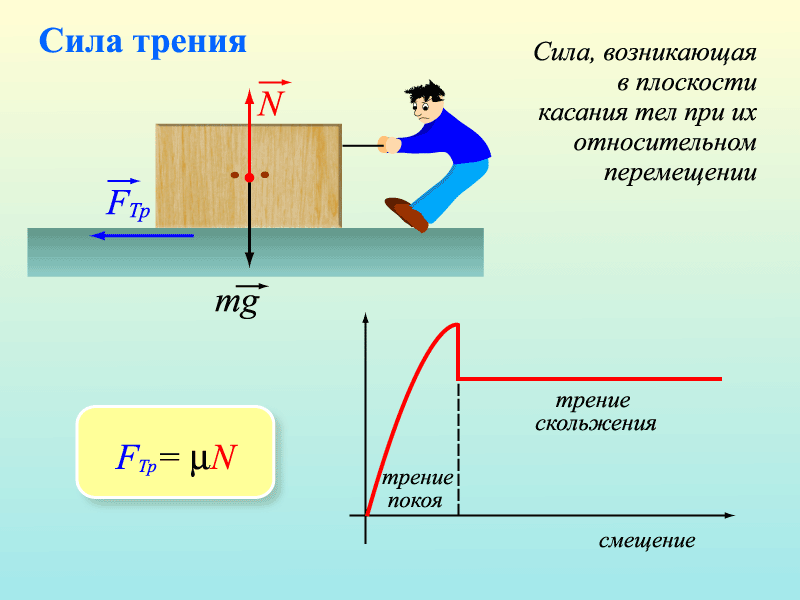 Сила трения
Сила, возникающая
в плоскости
касания тел при их
относительном
перемещении
N
FТр
mg
FТр = μN
трение
скольжения
трение
покоя
смещение